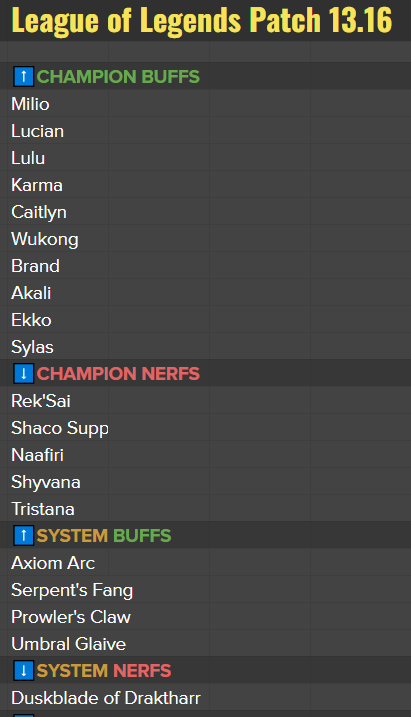 League of Legends Patch 13.16
↑ CHAMPION BUFFS
Milio
Lucian
Lulu
Karma
Caitlyn
Wukong
Brand
Akali
Ekko
Sylas
↓ CHAMPION NERFS
Rek'Sai
Shaco Supp
Naafiri
Shyvana
Tristana
↑ SYSTEM BUFFS
Axiom Arc
Serpent's Fang
Prowler's Claw
Umbral Glaive
↓ SYSTEM NERFS
Duskblade of Draktharr